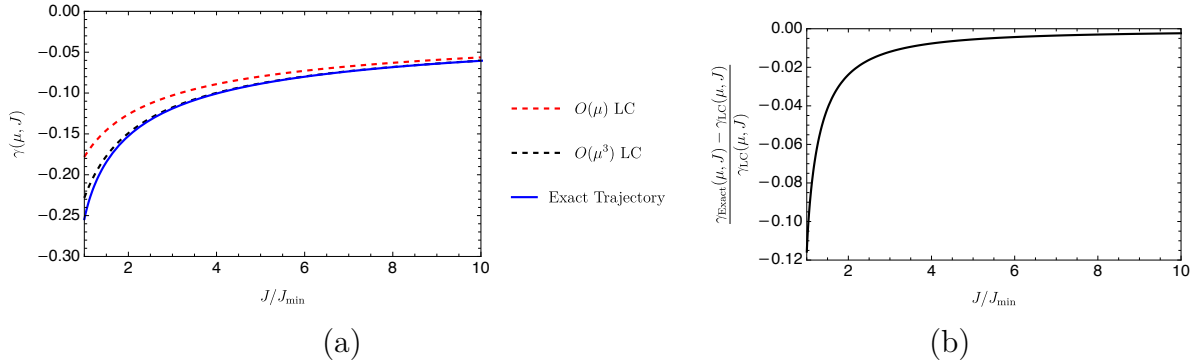 0.00
−0.05
−0.10
−0.15
−0.20
−0.25
−0.30
γ(μ, J)
2
4
6
8
10
J/J_min
(a)
O(μ) LC
O(μ³) LC
Exact Trajectory
0.00
−0.02
−0.04
−0.06
−0.08
−0.10
−0.12
γ_Exact(μ, J) − γ_LC(μ, J)
γ_LC(μ, J)
2
4
6
8
10
J/J_min
(b)